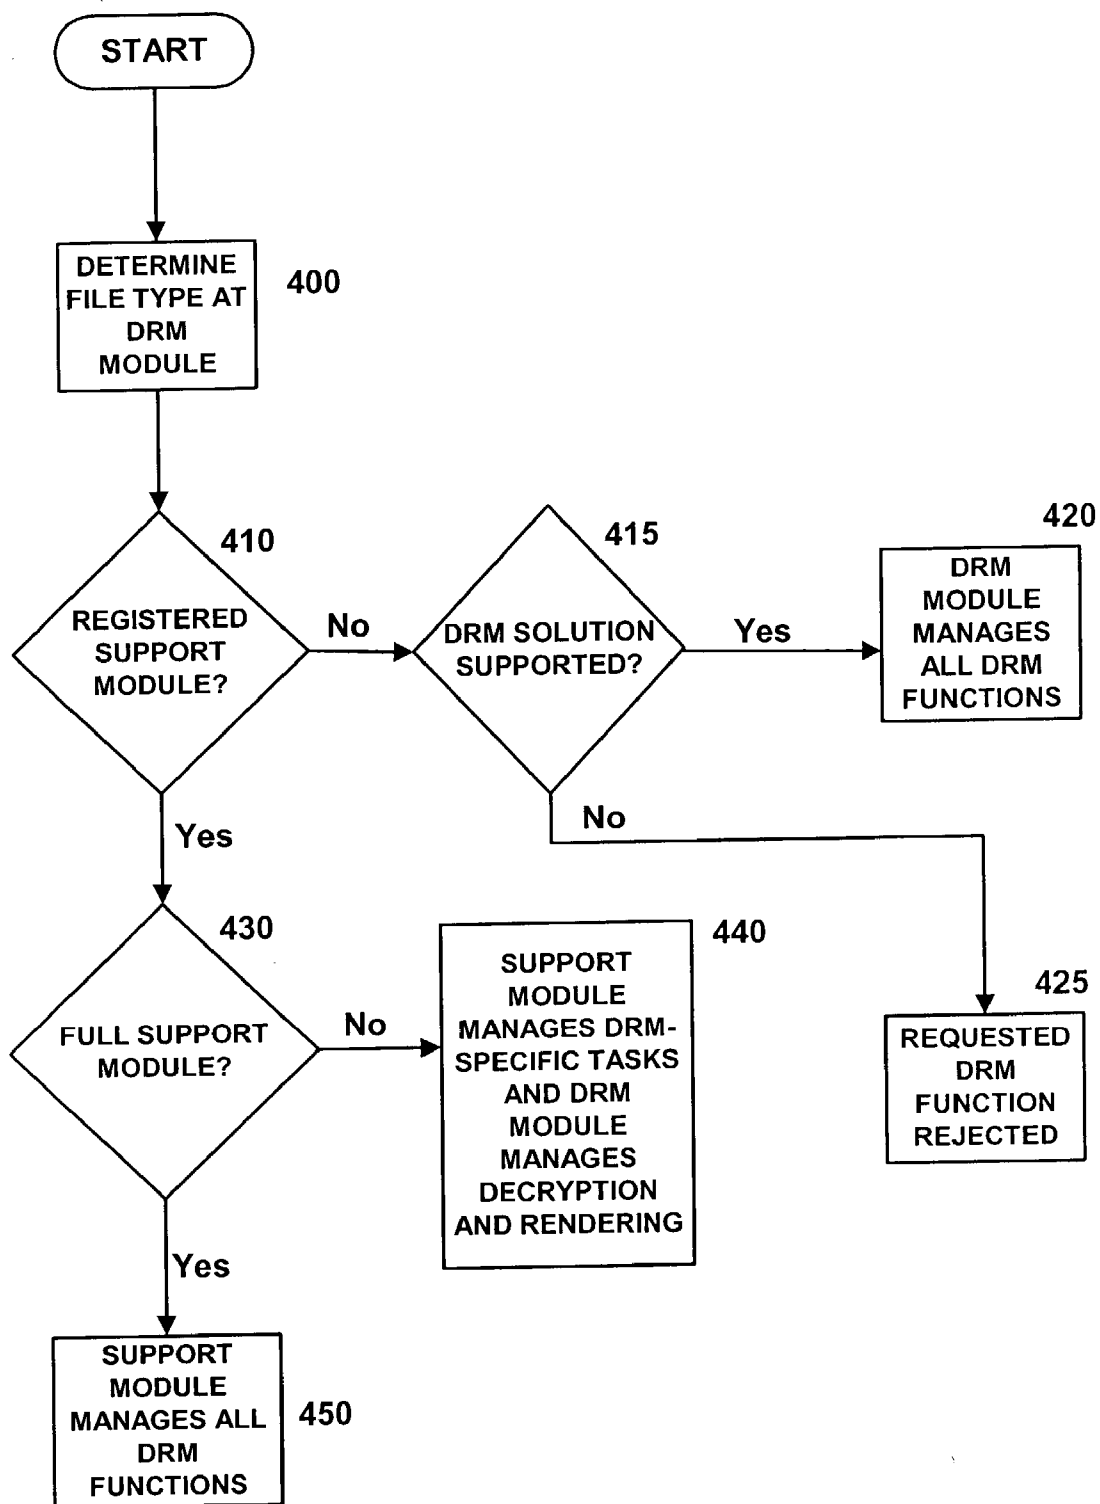 START
DETERMINE
FILE TYPE AT
DRM
MODULE
400
410
REGISTERED
SUPPORT
MODULE?
No
415
DRM SOLUTION
SUPPORTED?
Yes
420
DRM
MODULE
MANAGES
ALL DRM
FUNCTIONS
Yes
No
430
FULL SUPPORT
MODULE?
No
440
SUPPORT
MODULE
MANAGES DRM-
SPECIFIC TASKS
AND DRM
MODULE
MANAGES
DECRYPTION
AND RENDERING
425
REQUESTED
DRM
FUNCTION
REJECTED
Yes
SUPPORT
MODULE
MANAGES ALL
DRM
FUNCTIONS
450